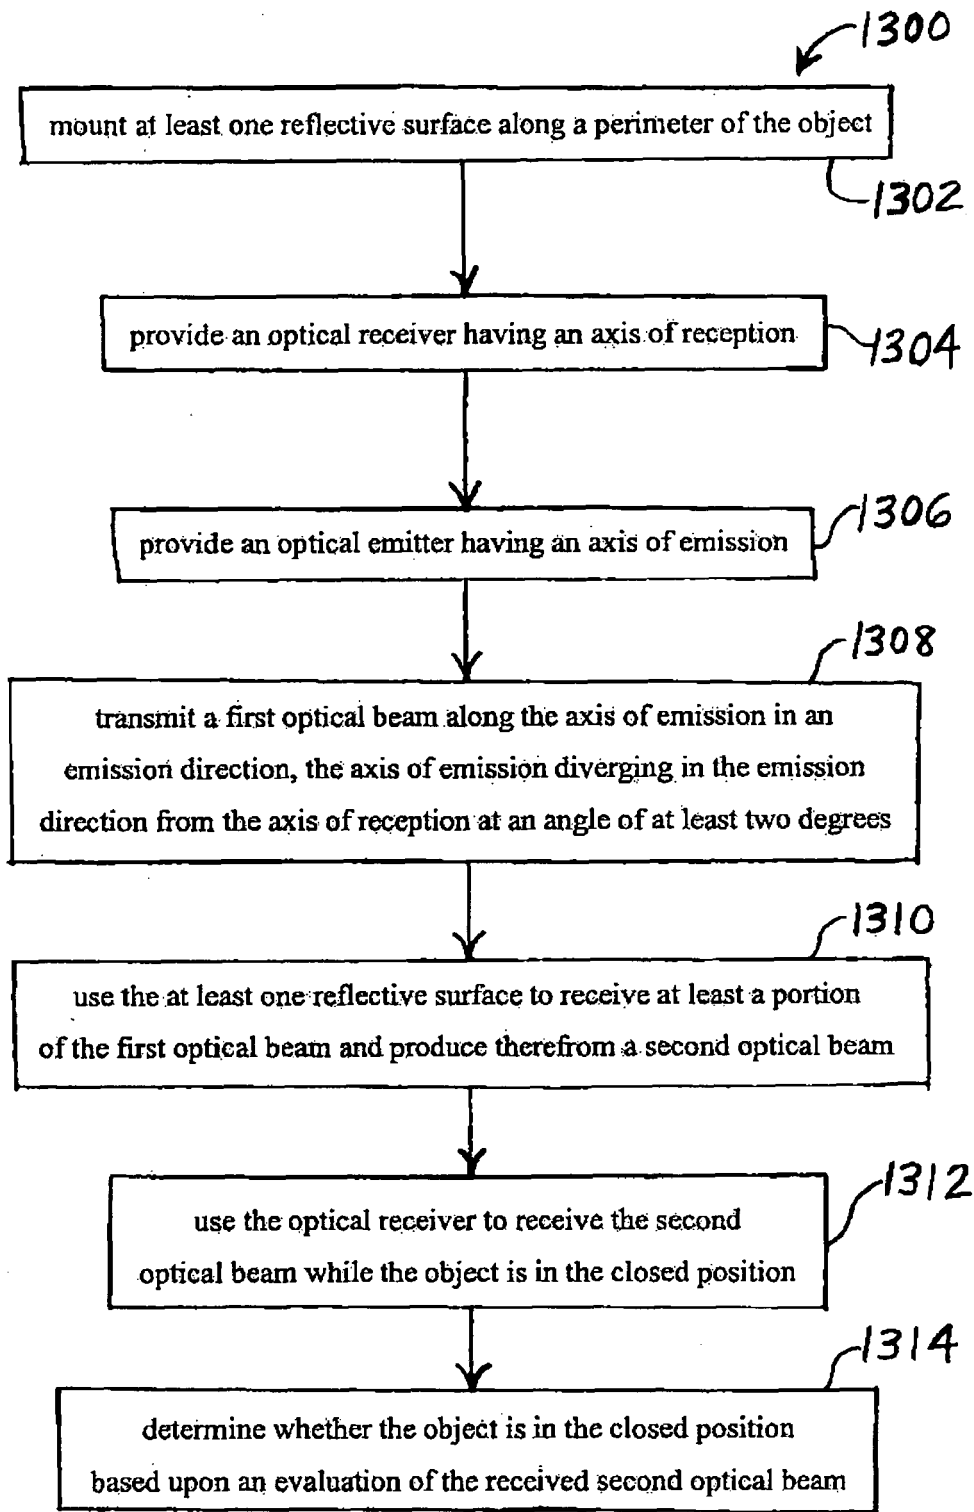 1300
mount at least one reflective surface along a perimeter of the object
1302
provide an optical receiver having an axis of reception
1304
1306
provide an optical emitter having an axis of emission
1308
transmit a first optical beam along the axis of emission in an
emission direction, the axis of emission diverging in the emission
direction from the axis of reception at an angle of at least two degrees
1310
use the at least one reflective surface to receive at least a portion
of the first optical beam and produce therefrom a second optical beam
1312
use the optical receiver to receive the second
optical beam while the object is in the closed position
1314
determine whether the object is in the closed position
based upon an evaluation of the received second optical beam